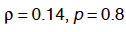 ρ = 0.14, p = 0.8